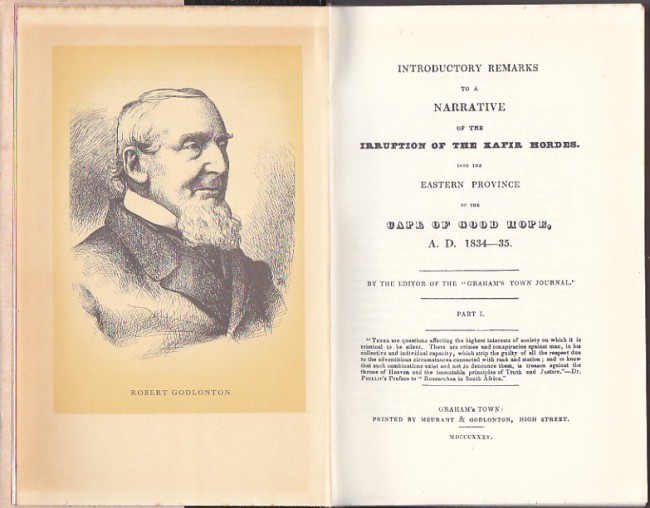 ROBERT GODLONTON
INTRODUCTORY REMARKS
TO A
NARRATIVE
OF THE
IRRUPTION OF THE KAFIR HORDES.
INTO THE
EASTERN PROVINCE
OF THE
CAPE OF GOOD HOPE,
A. D. 1834—35.
BY THE EDITOR OF THE "GRAHAM'S TOWN JOURNAL."
PART I.
"THERE are questions affecting the highest interests of society on which it is
criminal to be silent. There are crimes and conspiracies against man, in his
collective and individual capacity, which strip the guilty of all the respect due
to the adventitious circumstances connected with rank and station; and to know
that such combinations exist and not to denounce them, is treason against the
throne of Heaven and the immutable principles of Truth and Justice."—DR.
PHILLIP'S Preface to "Researches in South Africa."
GRAHAM'S TOWN:
PRINTED BY MEURANT & GODLONTON, HIGH STREET.
MDCCCXXXV.